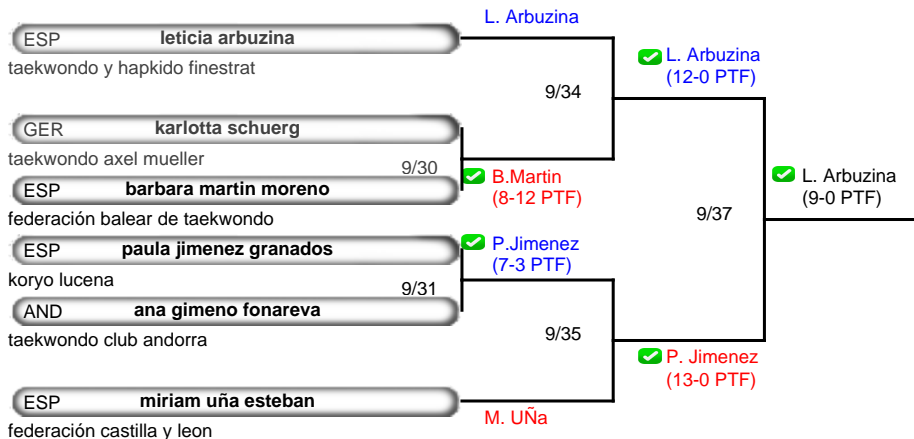 L. Arbuzina
ESP leticia arbuzina
taekwondo y hapkido finestrat
L. Arbuzina
(12-0 PTF)
9/34
GER karlotta schuerg
taekwondo axel mueller
9/30
B.Martin
(8-12 PTF)
L. Arbuzina
(9-0 PTF)
ESP barbara martin moreno
federación balear de taekwondo
9/37
ESP paula jimenez granados
P.Jimenez
(7-3 PTF)
koryo lucena
9/31
AND ana gimeno fonareva
taekwondo club andorra
9/35
P. Jimenez
(13-0 PTF)
ESP miriam uña esteban
M. UÑa
federación castilla y leon